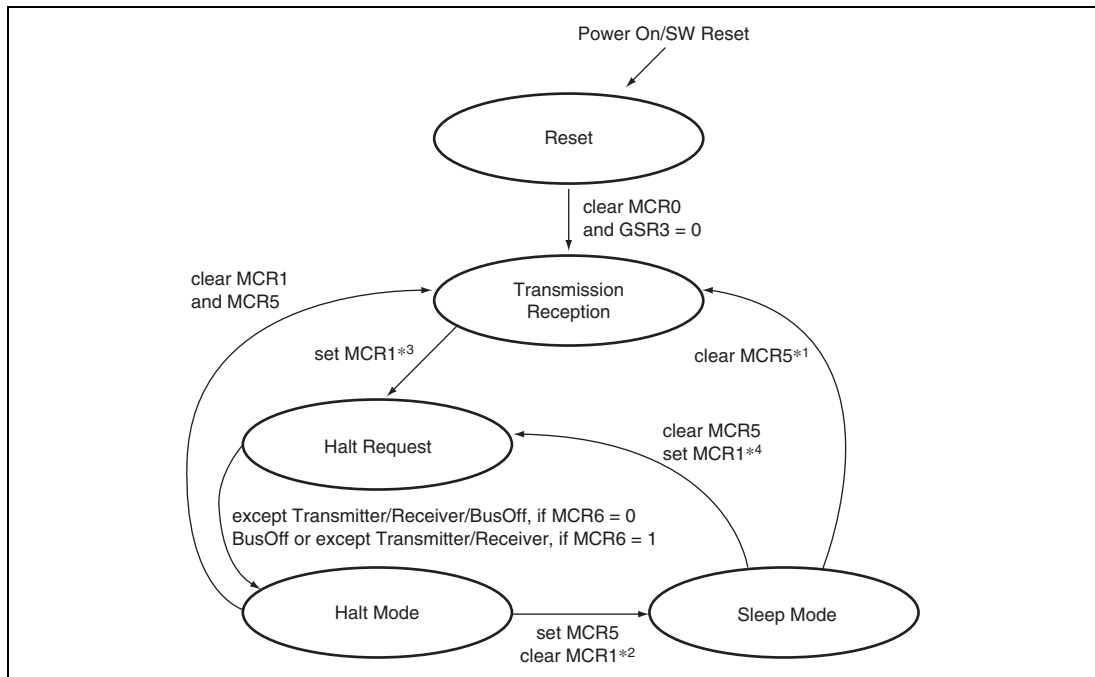 Power On/SW Reset
Reset
clear MCR0
and GSR3 = 0
clear MCR1
and MCR5
Transmission
Reception
set MCR1*3
clear MCR5*1
Halt Request
clear MCR5
set MCR1*4
except Transmitter/Receiver/BusOff, if MCR6 = 0
BusOff or except Transmitter/Receiver, if MCR6 = 1
Halt Mode
Sleep Mode
set MCR5
clear MCR1*2